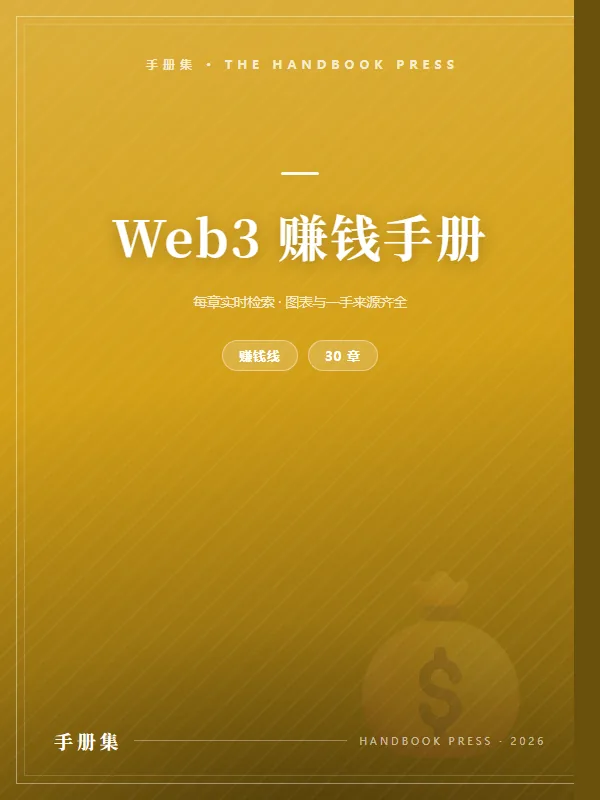 手册集 • THE HANDBOOK PRESS
Web3 赚钱手册
每章实时检索 · 图表与一手来源齐全
赚钱线 30 章
$
手册集 HANDBOOK PRESS · 2026